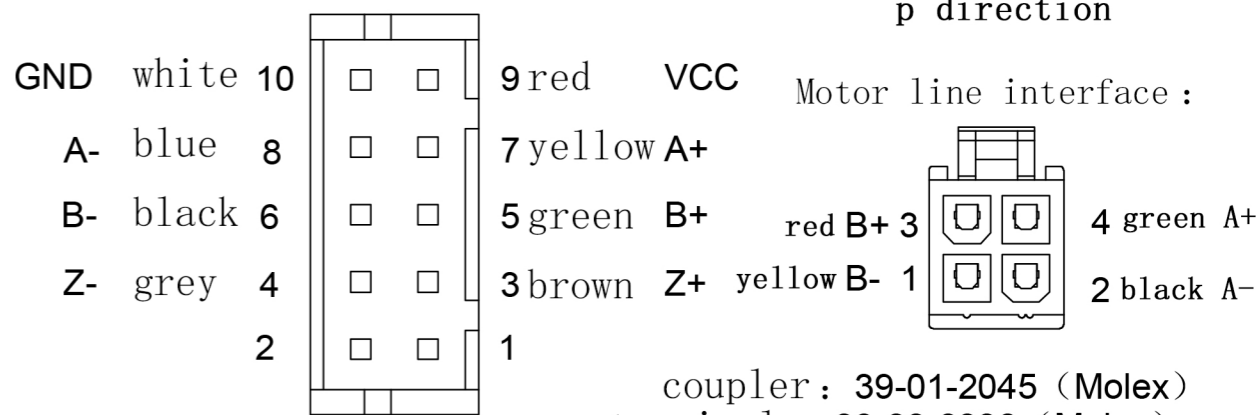 p direction
GND white 10 9 red VCC
Motor line interface：
A- blue 8 7 yellow A+
B- black 6 5 green B+
red B+ 3 4 green A+
Z- grey 4 3 brown Z+
yellow B- 1 2 black A-
2 1
coupler：39-01-2045（Molex）